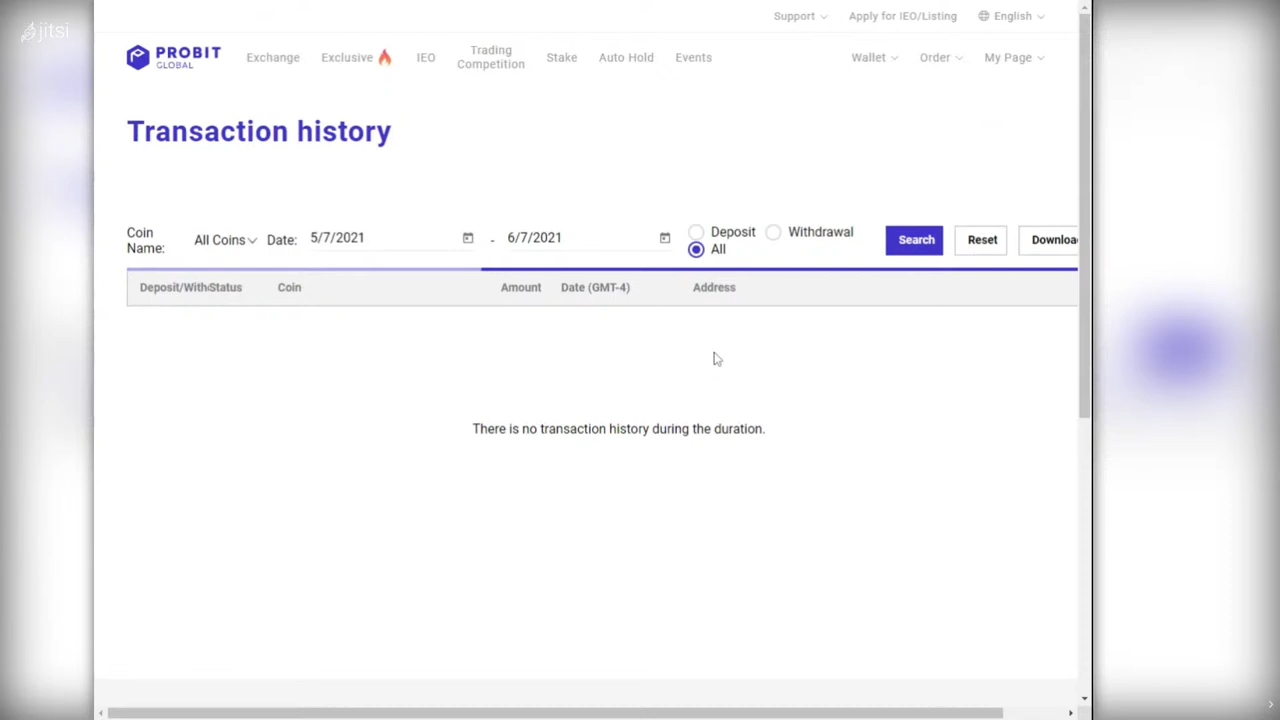 jitsi
Support Apply for IEO/Listing English
PROBIT
GLOBAL
Exchange Exclusive IEO Trading Competition Stake Auto Hold Events Wallet Order My Page
Transaction history
Coin Name: All Coins Date: 5/7/2021 - 6/7/2021 Deposit Withdrawal All Search Reset Downloa
Deposit/With Status Coin Amount Date (GMT-4) Address
There is no transaction history during the duration.